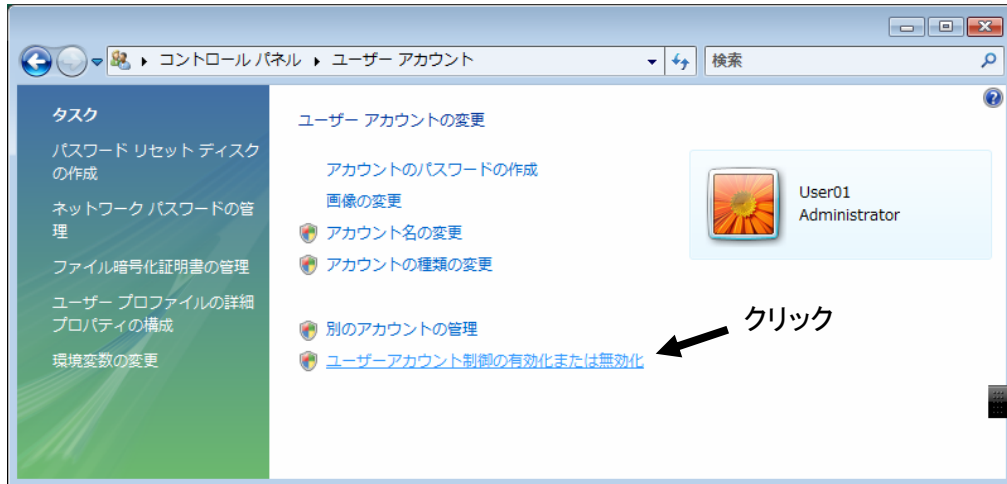 コントロール パネル ▸ ユーザー アカウント
検索
タスク
パスワード リセット ディスク
の作成
ネットワーク パスワードの管
理
ファイル暗号化証明書の管理
ユーザー プロファイルの詳細
プロパティの構成
環境変数の変更
ユーザー アカウントの変更
アカウントのパスワードの作成
画像の変更
アカウント名の変更
アカウントの種類の変更
別のアカウントの管理
ユーザーアカウント制御の有効化または無効化
User01
Administrator
クリック